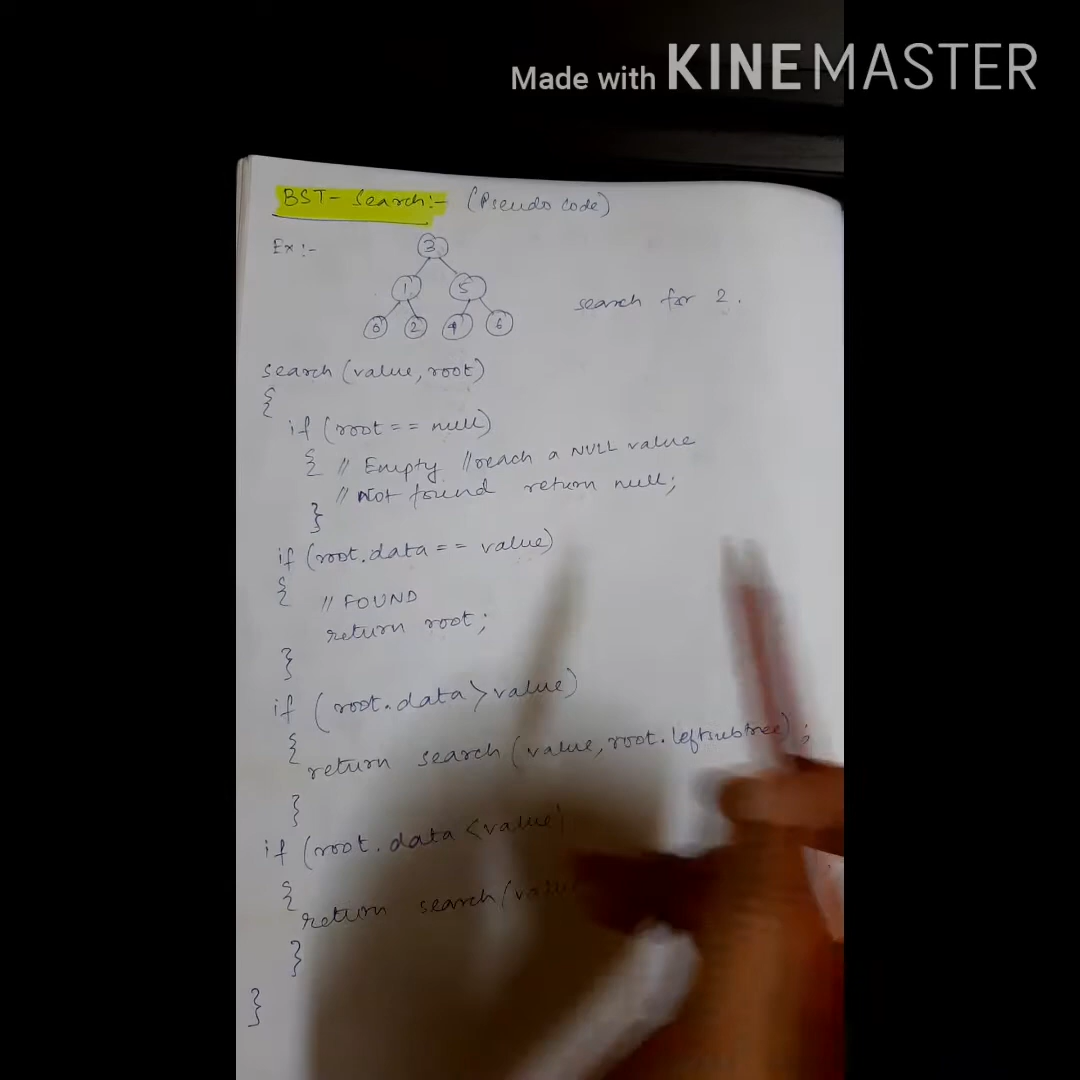 Made with KINEMASTER
BST- Search:- (Pseudo code)
Ex:-
3
1 5
0 2 4 6
search for 2.
search (value, root)
{
if (root == null)
{ // Empty //reach a NULL value
// Not found return null;
}
if (root.data == value)
{
// FOUND
return root;
}
if (root.data > value)
{
return search (value, root.leftsubtree);
}
if (root.data < value)
{
return search (value
}
}